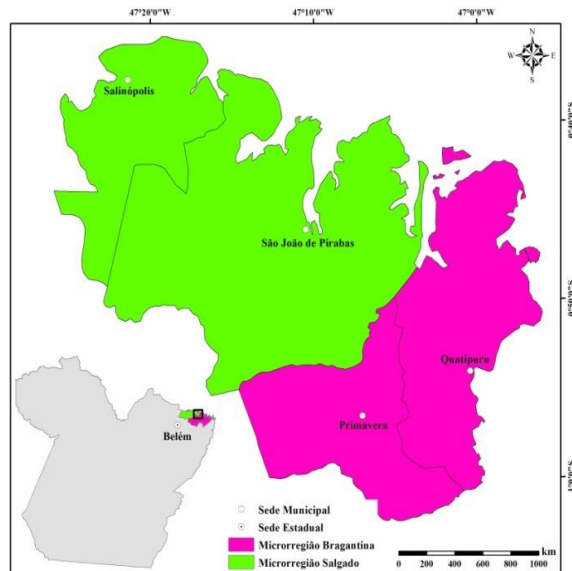 47°20'0"W 47°10'0"W 47°0'0"W
N
W E
S
Salinópolis
São João de Pirabas
Quatipuru
Primavera
Belém
Sede Municipal
Sede Estadual
Microrregião Bragantina
Microrregião Salgado
km
0 200 400 600 800 1000